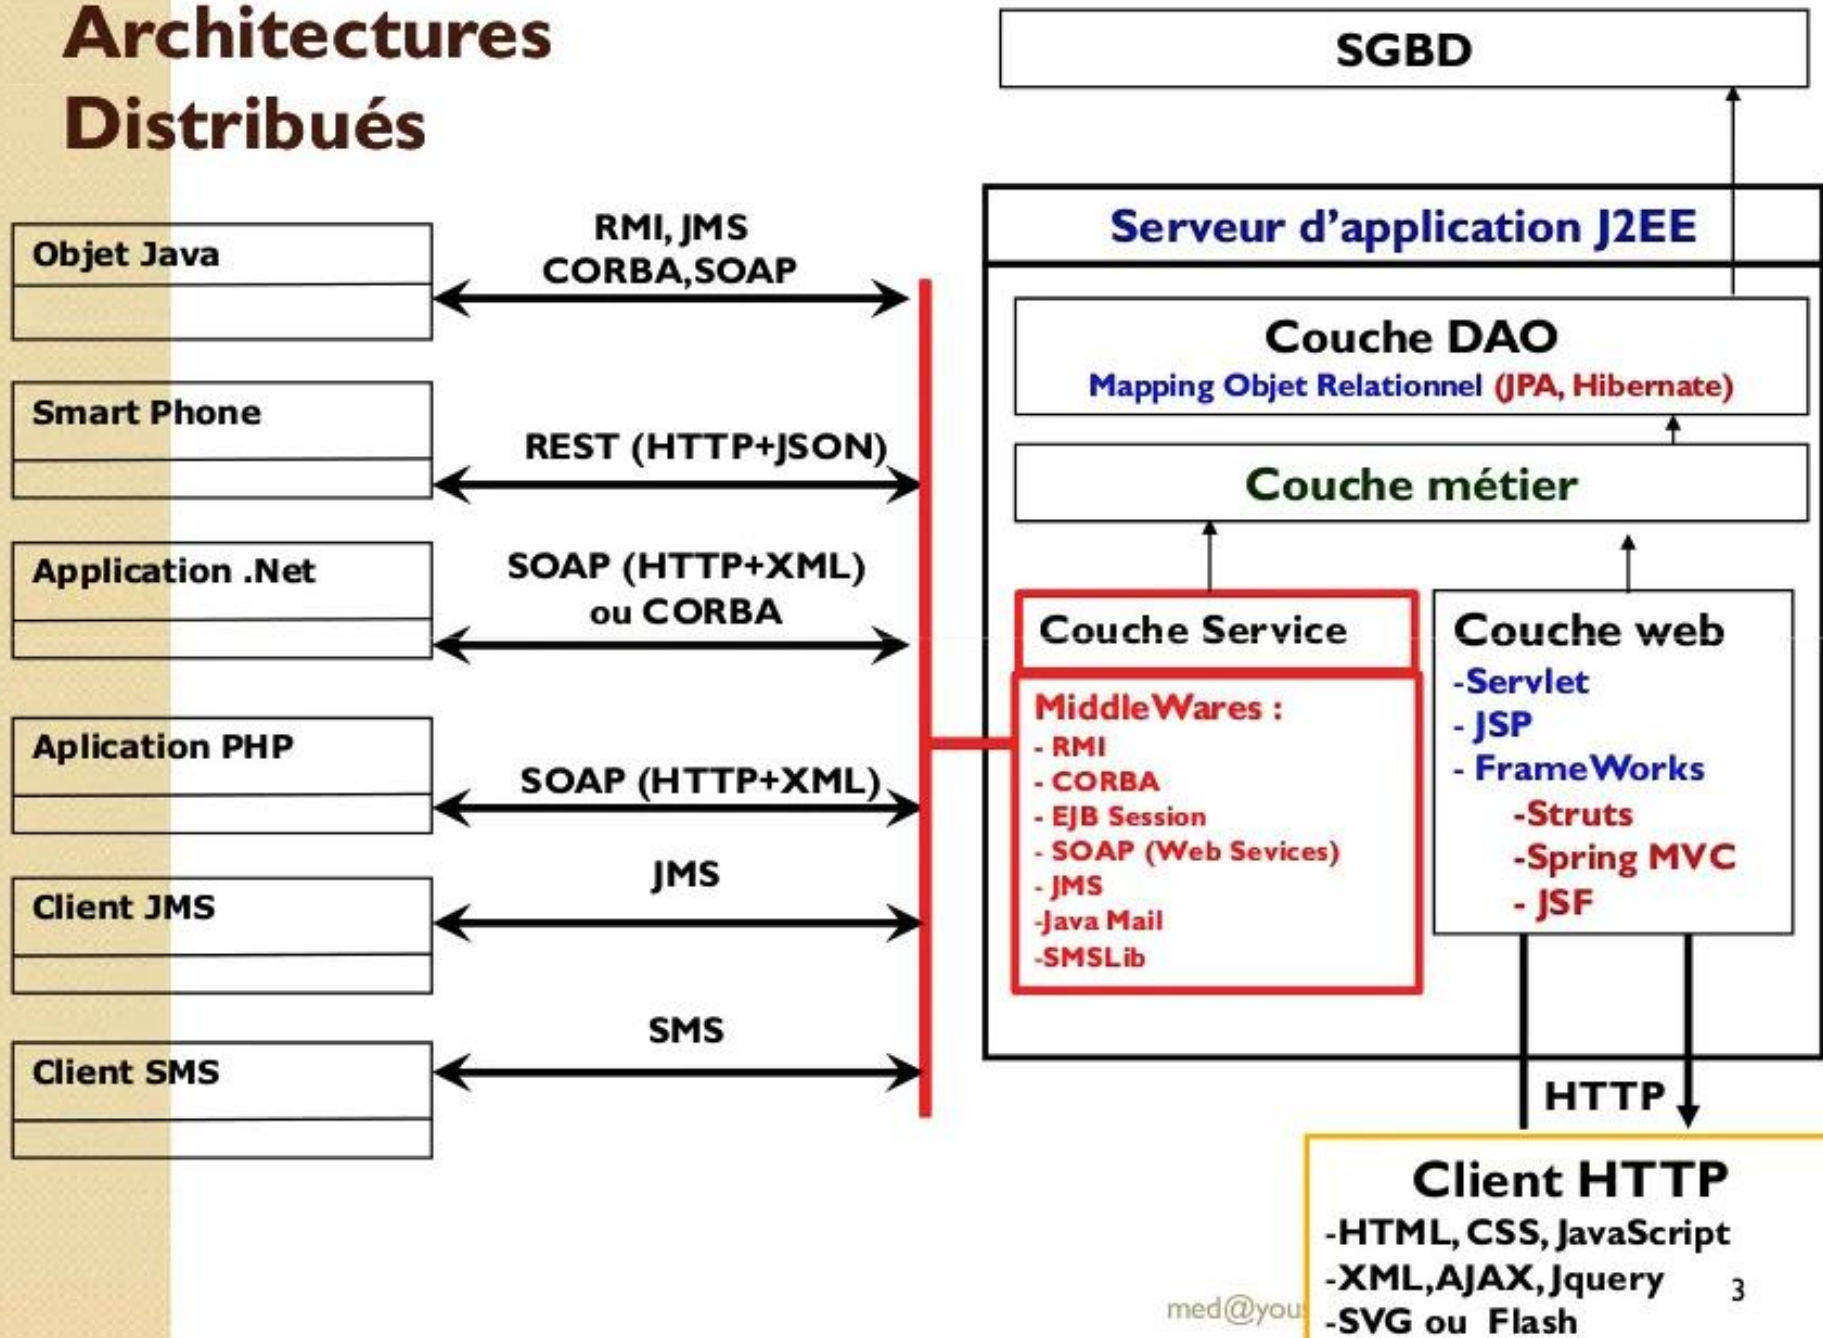 Architectures
Distribués
Objet Java
RMI, JMS
CORBA,SOAP
Smart Phone
REST (HTTP+JSON)
Application .Net
SOAP (HTTP+XML)
ou CORBA
Aplication PHP
SOAP (HTTP+XML)
Client JMS
JMS
Client SMS
SMS
SGBD
Serveur d'application J2EE
Couche DAO
Mapping Objet Relationnel (JPA, Hibernate)
Couche métier
Couche Service
MiddleWares :
- RMI
- CORBA
- EJB Session
- SOAP (Web Sevices)
- JMS
-Java Mail
-SMSLib
Couche web
-Servlet
- JSP
- FrameWorks
-Struts
-Spring MVC
- JSF
HTTP
Client HTTP
-HTML, CSS, JavaScript
-XML,AJAX, Jquery
-SVG ou Flash
3